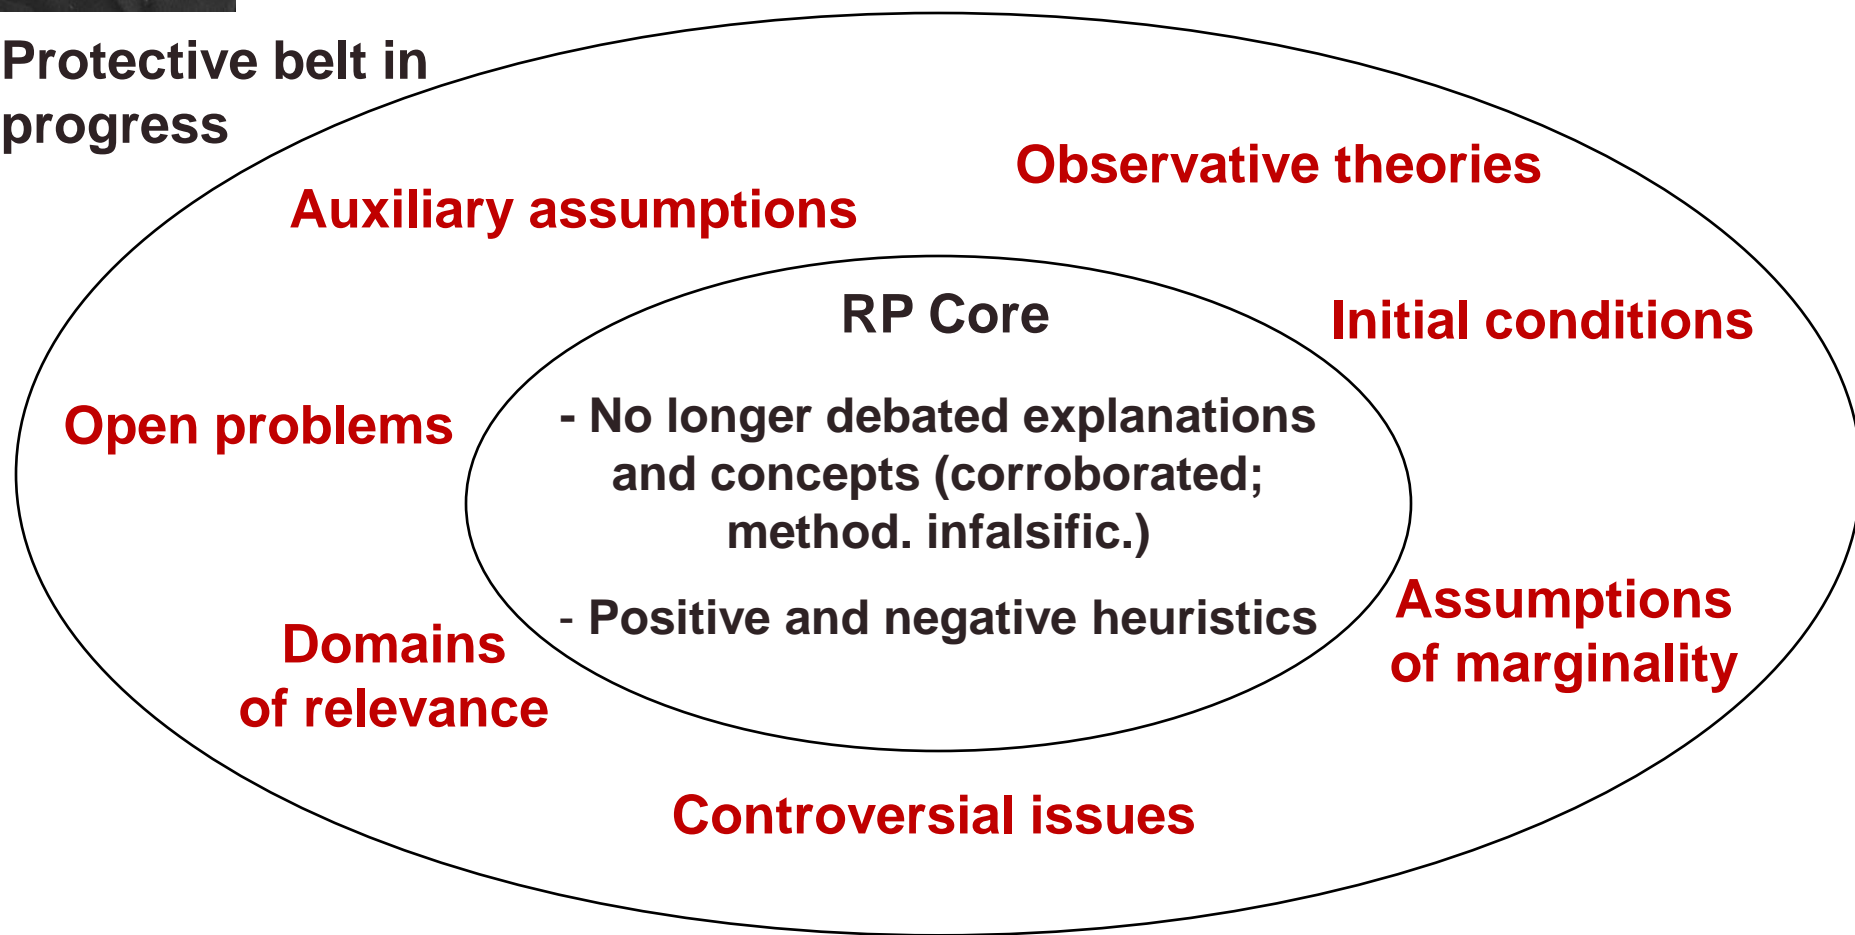 Protective belt in
progress
Observative theories
Auxiliary assumptions
RP Core
Initial conditions
Open problems
- No longer debated explanations
and concepts (corroborated;
method. infalsific.)
- Positive and negative heuristics
Assumptions
of marginality
Domains
of relevance
Controversial issues